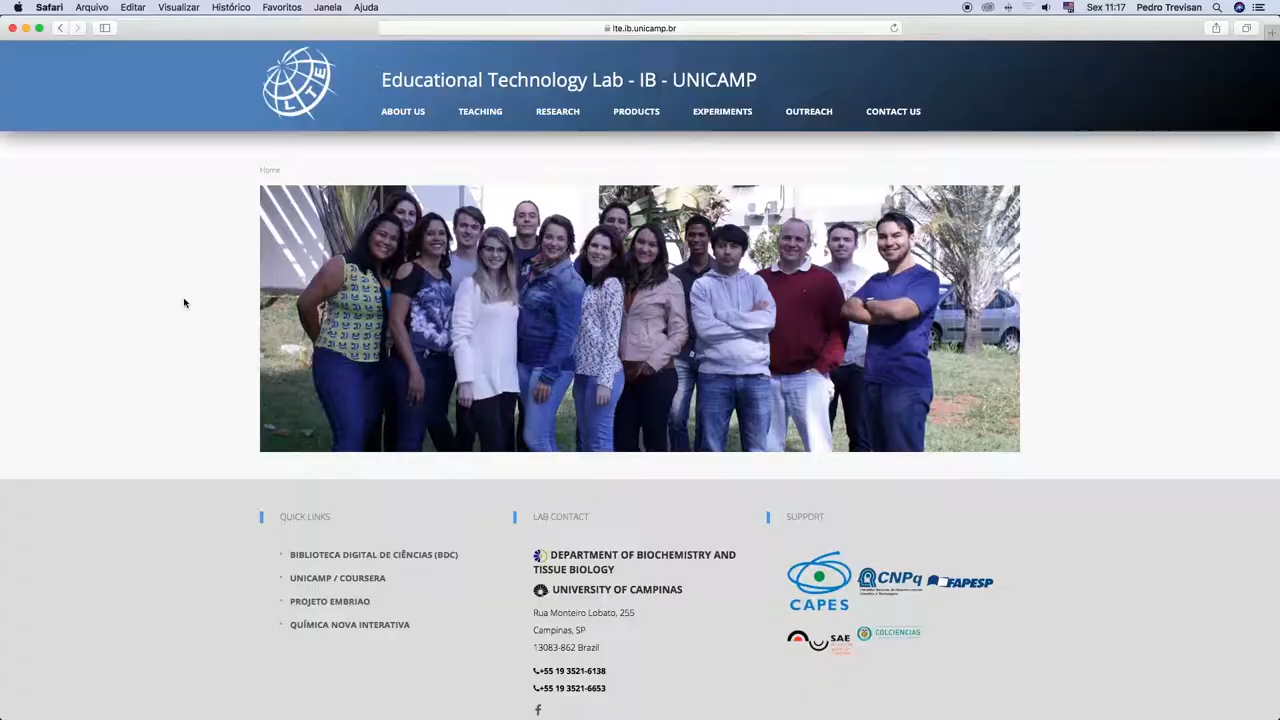 Safari Arquivo Editar Visualizar Histórico Favoritos Janela Ajuda Sex 11:17 Pedro Trevisan
lte.ib.unicamp.br
LTE
Educational Technology Lab - IB - UNICAMP
ABOUT US TEACHING RESEARCH PRODUCTS EXPERIMENTS OUTREACH CONTACT US
Home
QUICK LINKS
BIBLIOTECA DIGITAL DE CIÊNCIAS (BDC)
UNICAMP / COURSERA
PROJETO EMBRIAO
QUÍMICA NOVA INTERATIVA
LAB CONTACT
DEPARTMENT OF BIOCHEMISTRY AND
TISSUE BIOLOGY
UNIVERSITY OF CAMPINAS
Rua Monteiro Lobato, 255
Campinas, SP
13083-862 Brazil
+55 19 3521-6138
+55 19 3521-6653
SUPPORT
CAPES
CNPq
FAPESP
SAE
COLCIENCIAS